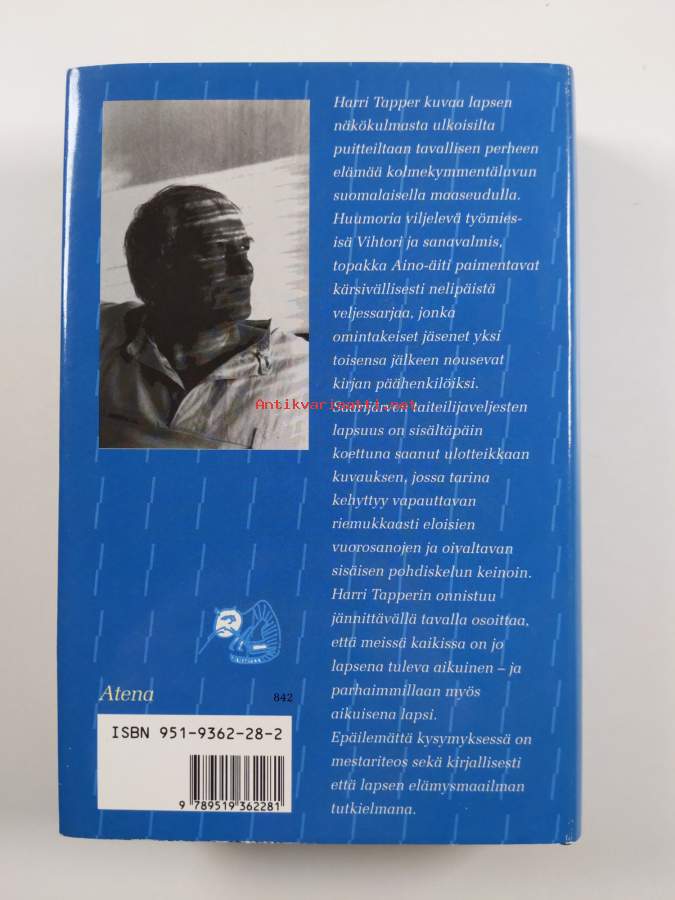 Harri Tapper kuvaa lapsen
näkökulmasta ulkoisilta
puitteiltaan tavallisen perheen
elämää kolmekymmentäluvun
suomalaisella maaseudulla.
Huumoria viljelevä työmies-
isä Vihtori ja sanavalmis,
topakka Aino-äiti paimentavat
kärsivällisesti nelipäistä
veljessarjaa, jonka
omintakeiset jäsenet yksi
toisensa jälkeen nousevat
kirjan päähenkilöiksi.
Antikvariaatti.net
Saarijärven taiteilijaveljesten
lapsuus on sisältäpäin
koettuna saanut ulotteikkaan
kuvauksen, jossa tarina
kehyttyy vapauttavan
riemukkaasti eloisien
vuorosanojen ja oivaltavan
sisäisen pohdiskelun keinoin.
Harri Tapperin onnistuu
jännittävällä tavalla osoittaa,
että meissä kaikissa on jo
lapsena tuleva aikuinen – ja
parhaimmillaan myös
aikuisena lapsi.
Epäilemättä kysymyksessä on
mestariteos sekä kirjallisesti
että lapsen elämysmaailman
tutkielmana.
Atena
842
ISBN 951-9362-28-2
9 789519 362281